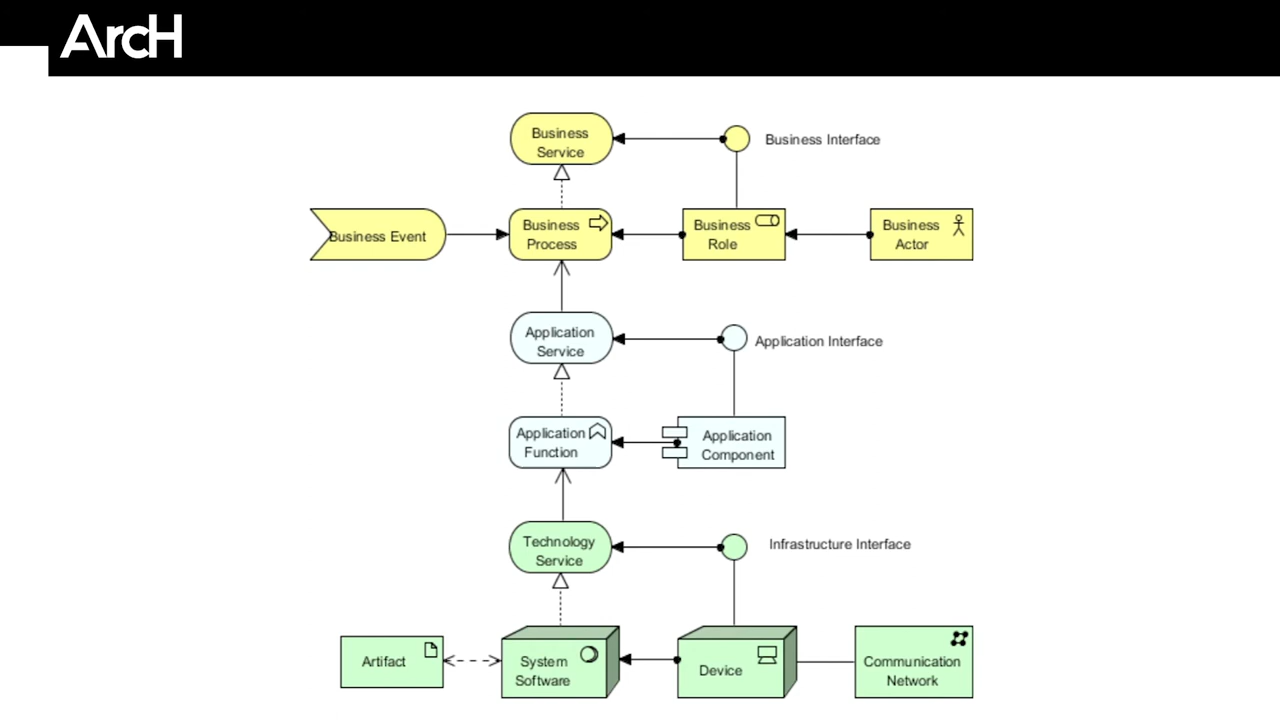 ArcH
Business
Service
Business Interface
Business Event
Business
Process
Business
Role
Business
Actor
Application
Service
Application Interface
Application
Function
Application
Component
Technology
Service
Infrastructure Interface
Artifact
System
Software
Device
Communication
Network